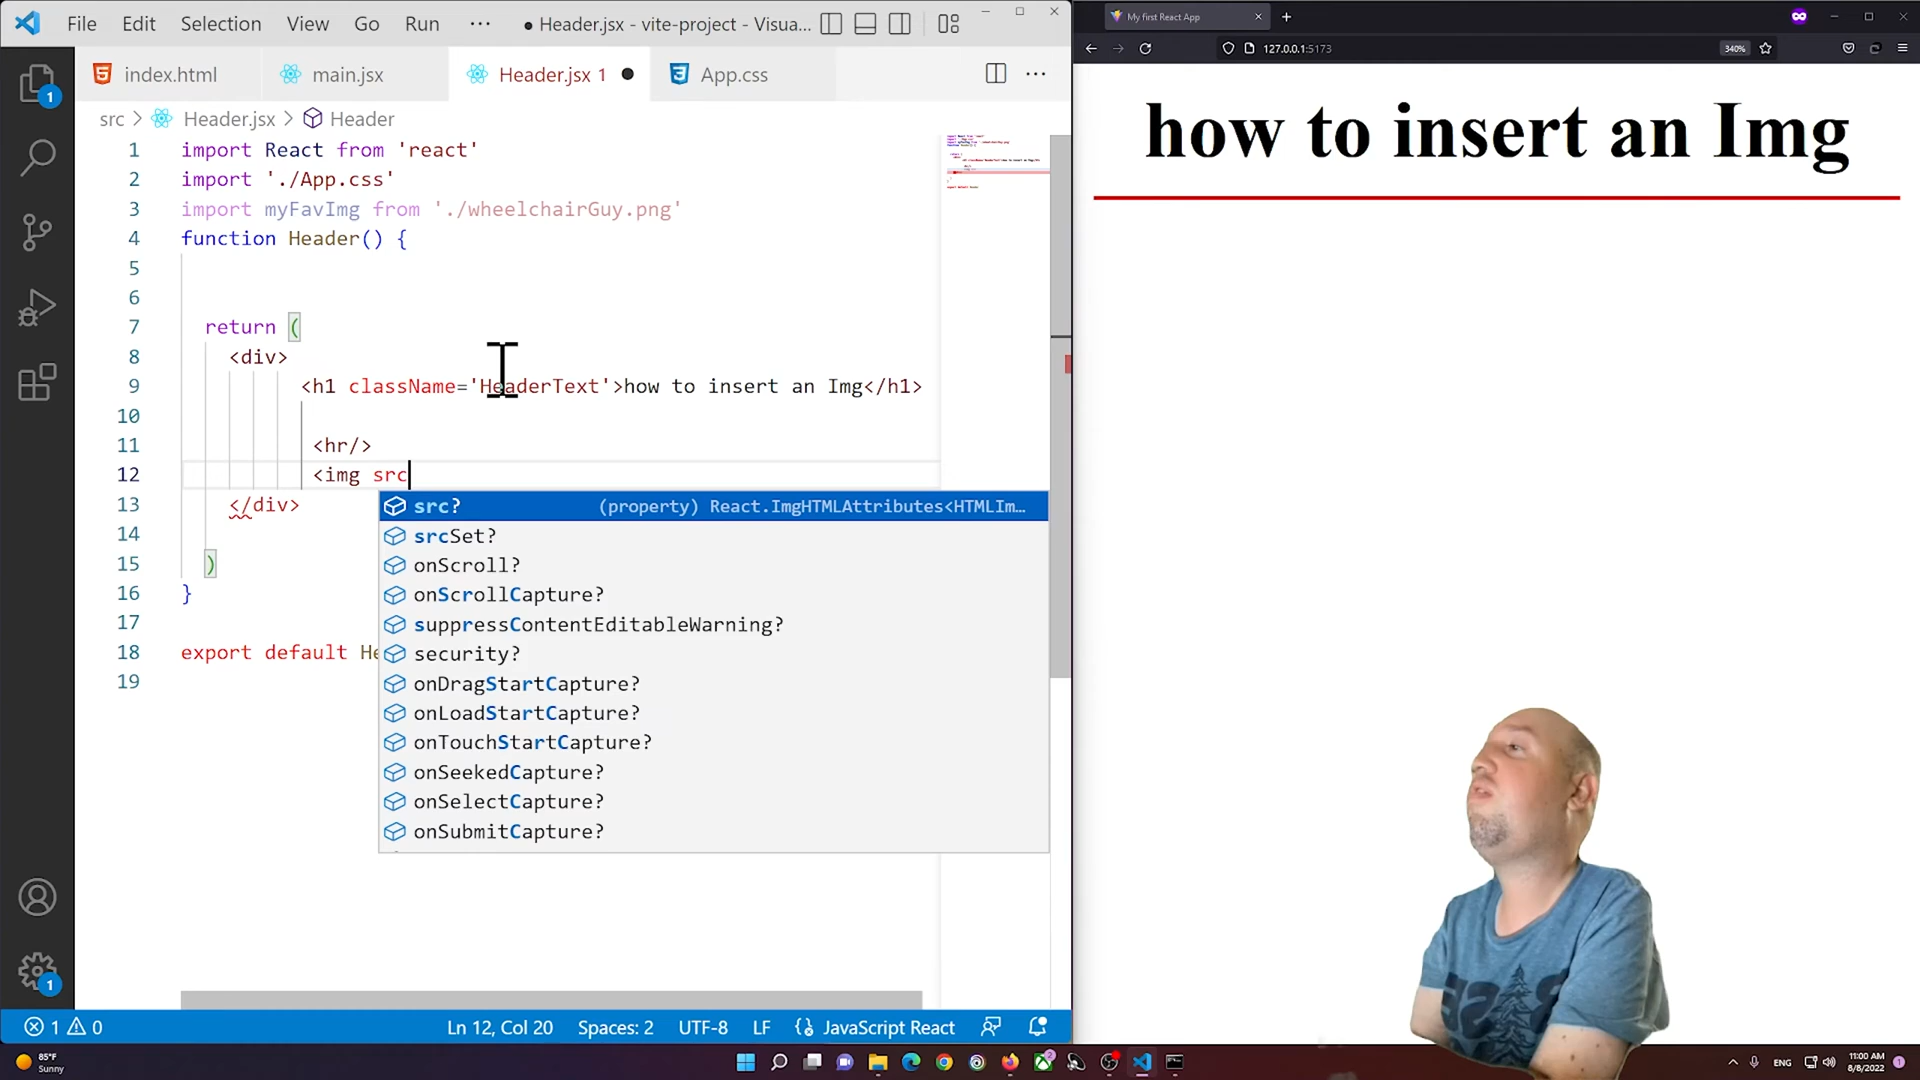 File Edit Selection View Go Run ··· ● Header.jsx - vite-project - Visua...
index.html main.jsx Header.jsx 1 App.css
src > Header.jsx > Header
1 import React from 'react'
2 import './App.css'
3 import myFavImg from './wheelchairGuy.png'
4 function Header() {
5
6
7 return (
8 <div>
9 <h1 className='HeaderText'>how to insert an Img</h1>
10
11 <hr/>
12 <img src
13 </div>
14
15 )
16 }
17
18 export default He
19
src? (property) React.ImgHTMLAttributes<HTMLIm...
srcSet?
onScroll?
onScrollCapture?
suppressContentEditableWarning?
security?
onDragStartCapture?
onLoadStartCapture?
onTouchStartCapture?
onSeekedCapture?
onSelectCapture?
onSubmitCapture?
1
1
1 0 Ln 12, Col 20 Spaces: 2 UTF-8 LF JavaScript React
My first React App
127.0.0.1:5173 340%
how to insert an Img
85°F
Sunny
ENG
11:00 AM
8/8/2022
1